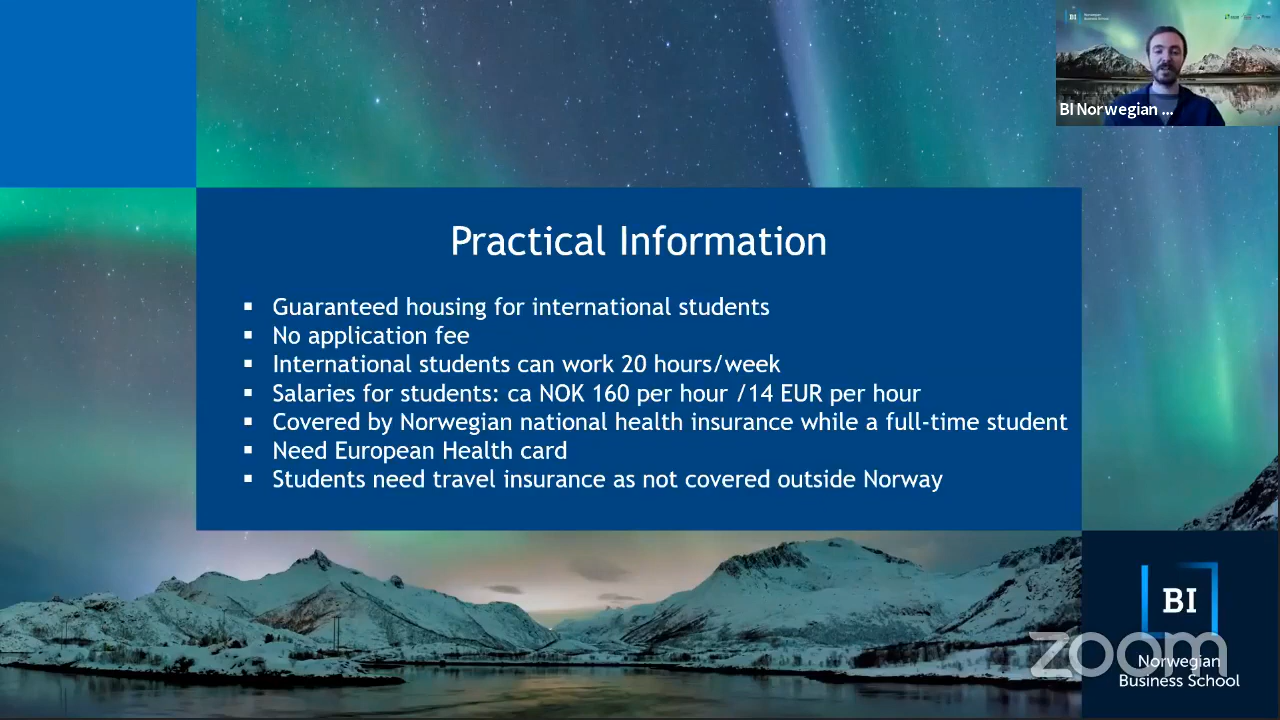 BI Norwegian ...
Practical Information
▪ Guaranteed housing for international students
▪ No application fee
▪ International students can work 20 hours/week
▪ Salaries for students: ca NOK 160 per hour /14 EUR per hour
▪ Covered by Norwegian national health insurance while a full-time student
▪ Need European Health card
▪ Students need travel insurance as not covered outside Norway
BI
zoom
Norwegian
Business School